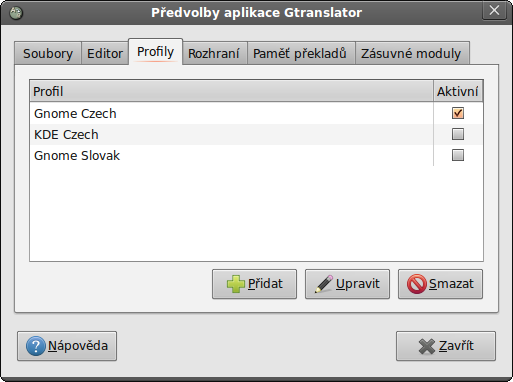 Předvolby aplikace Gtranslator
Soubory Editor Profily Rozhraní Paměť překladů Zásuvné moduly
Profil Aktivní
Gnome Czech
KDE Czech
Gnome Slovak
Přidat Upravit Smazat
Nápověda Zavřít